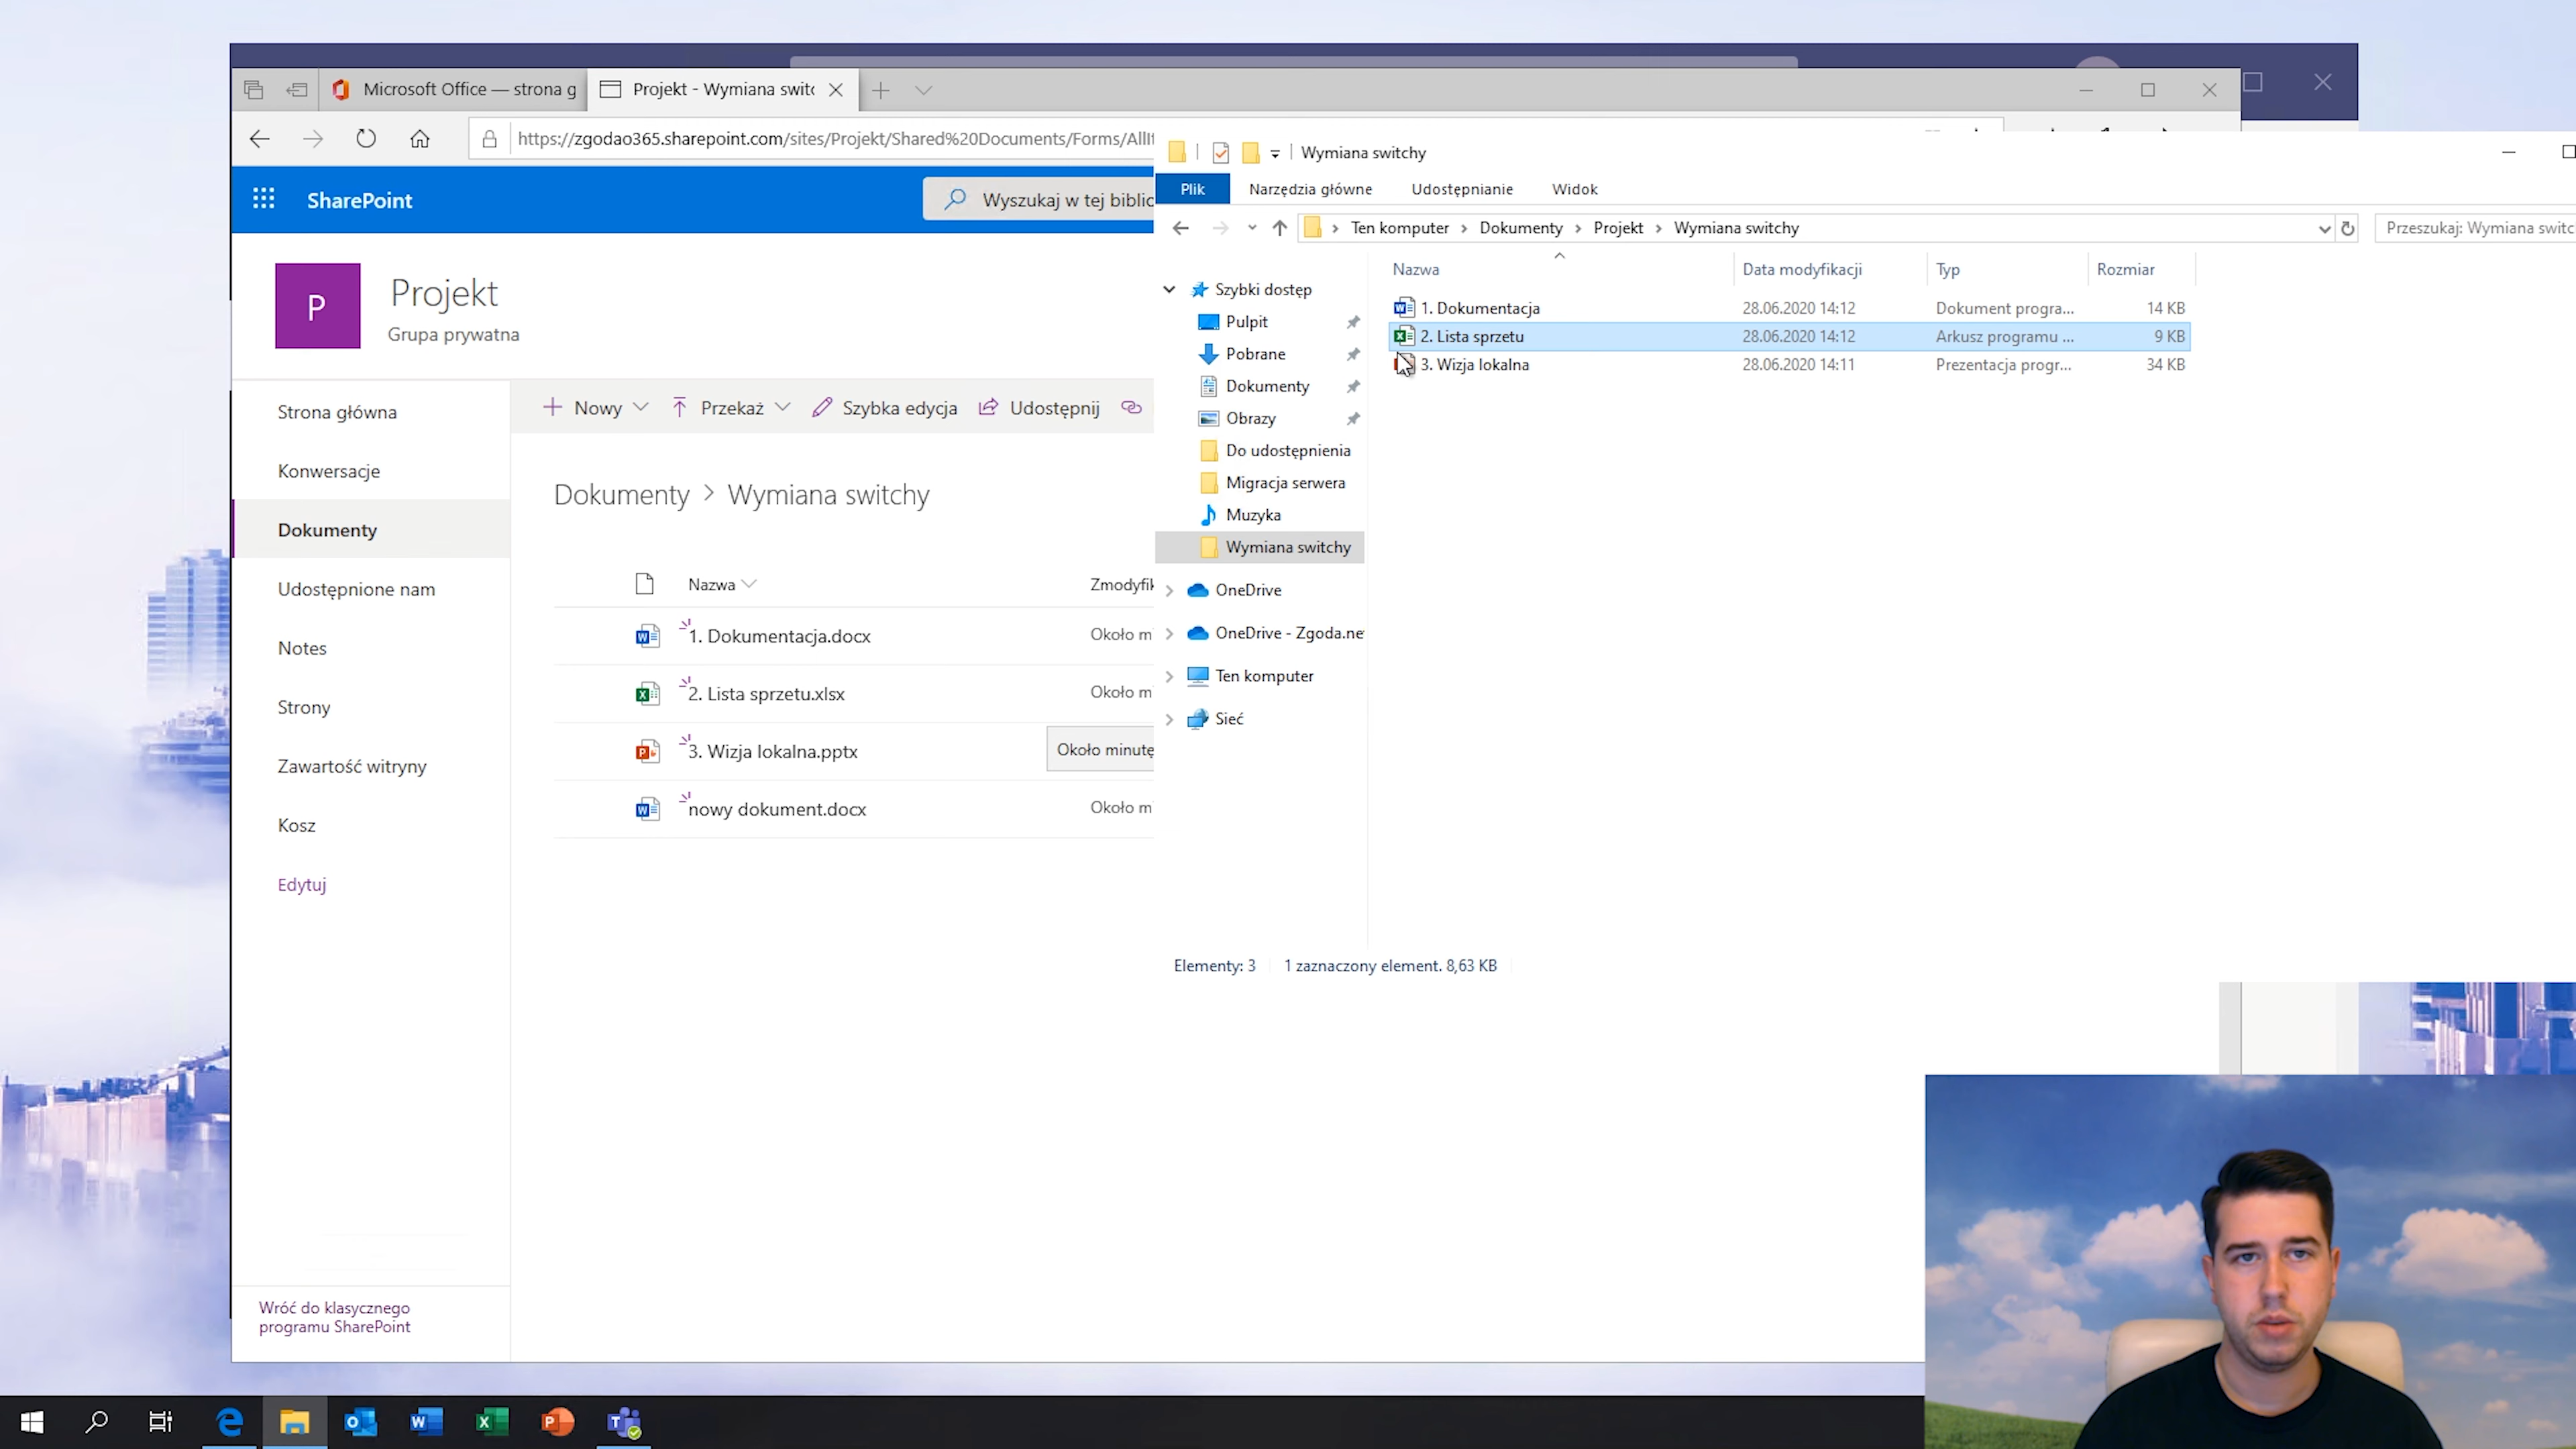 Microsoft Office — strona g
Projekt - Wymiana switc
https://zgodao365.sharepoint.com/sites/Projekt/Shared%20Documents/Forms/AllIt
SharePoint
Wyszukaj w tej biblic
P
Projekt
Grupa prywatna
Strona główna
Konwersacje
Dokumenty
Udostępnione nam
Notes
Strony
Zawartość witryny
Kosz
Edytuj
Wróć do klasycznego
programu SharePoint
Nowy Przekaż Szybka edycja Udostępnij
Dokumenty > Wymiana switchy
Nazwa Zmodyfik
1. Dokumentacja.docx Około m
2. Lista sprzetu.xlsx Około m
3. Wizja lokalna.pptx Około minutę
nowy dokument.docx Około m
Wymiana switchy
Plik Narzędzia główne Udostępnianie Widok
Ten komputer > Dokumenty > Projekt > Wymiana switchy
Przeszukaj: Wymiana switc
Szybki dostęp
Pulpit
Pobrane
Dokumenty
Obrazy
Do udostępnienia
Migracja serwera
Muzyka
Wymiana switchy
OneDrive
OneDrive - Zgoda.ne
Ten komputer
Sieć
Nazwa Data modyfikacji Typ Rozmiar
1. Dokumentacja 28.06.2020 14:12 Dokument progra... 14 KB
2. Lista sprzetu 28.06.2020 14:12 Arkusz programu ... 9 KB
3. Wizja lokalna 28.06.2020 14:11 Prezentacja progr... 34 KB
Elementy: 3 1 zaznaczony element. 8,63 KB